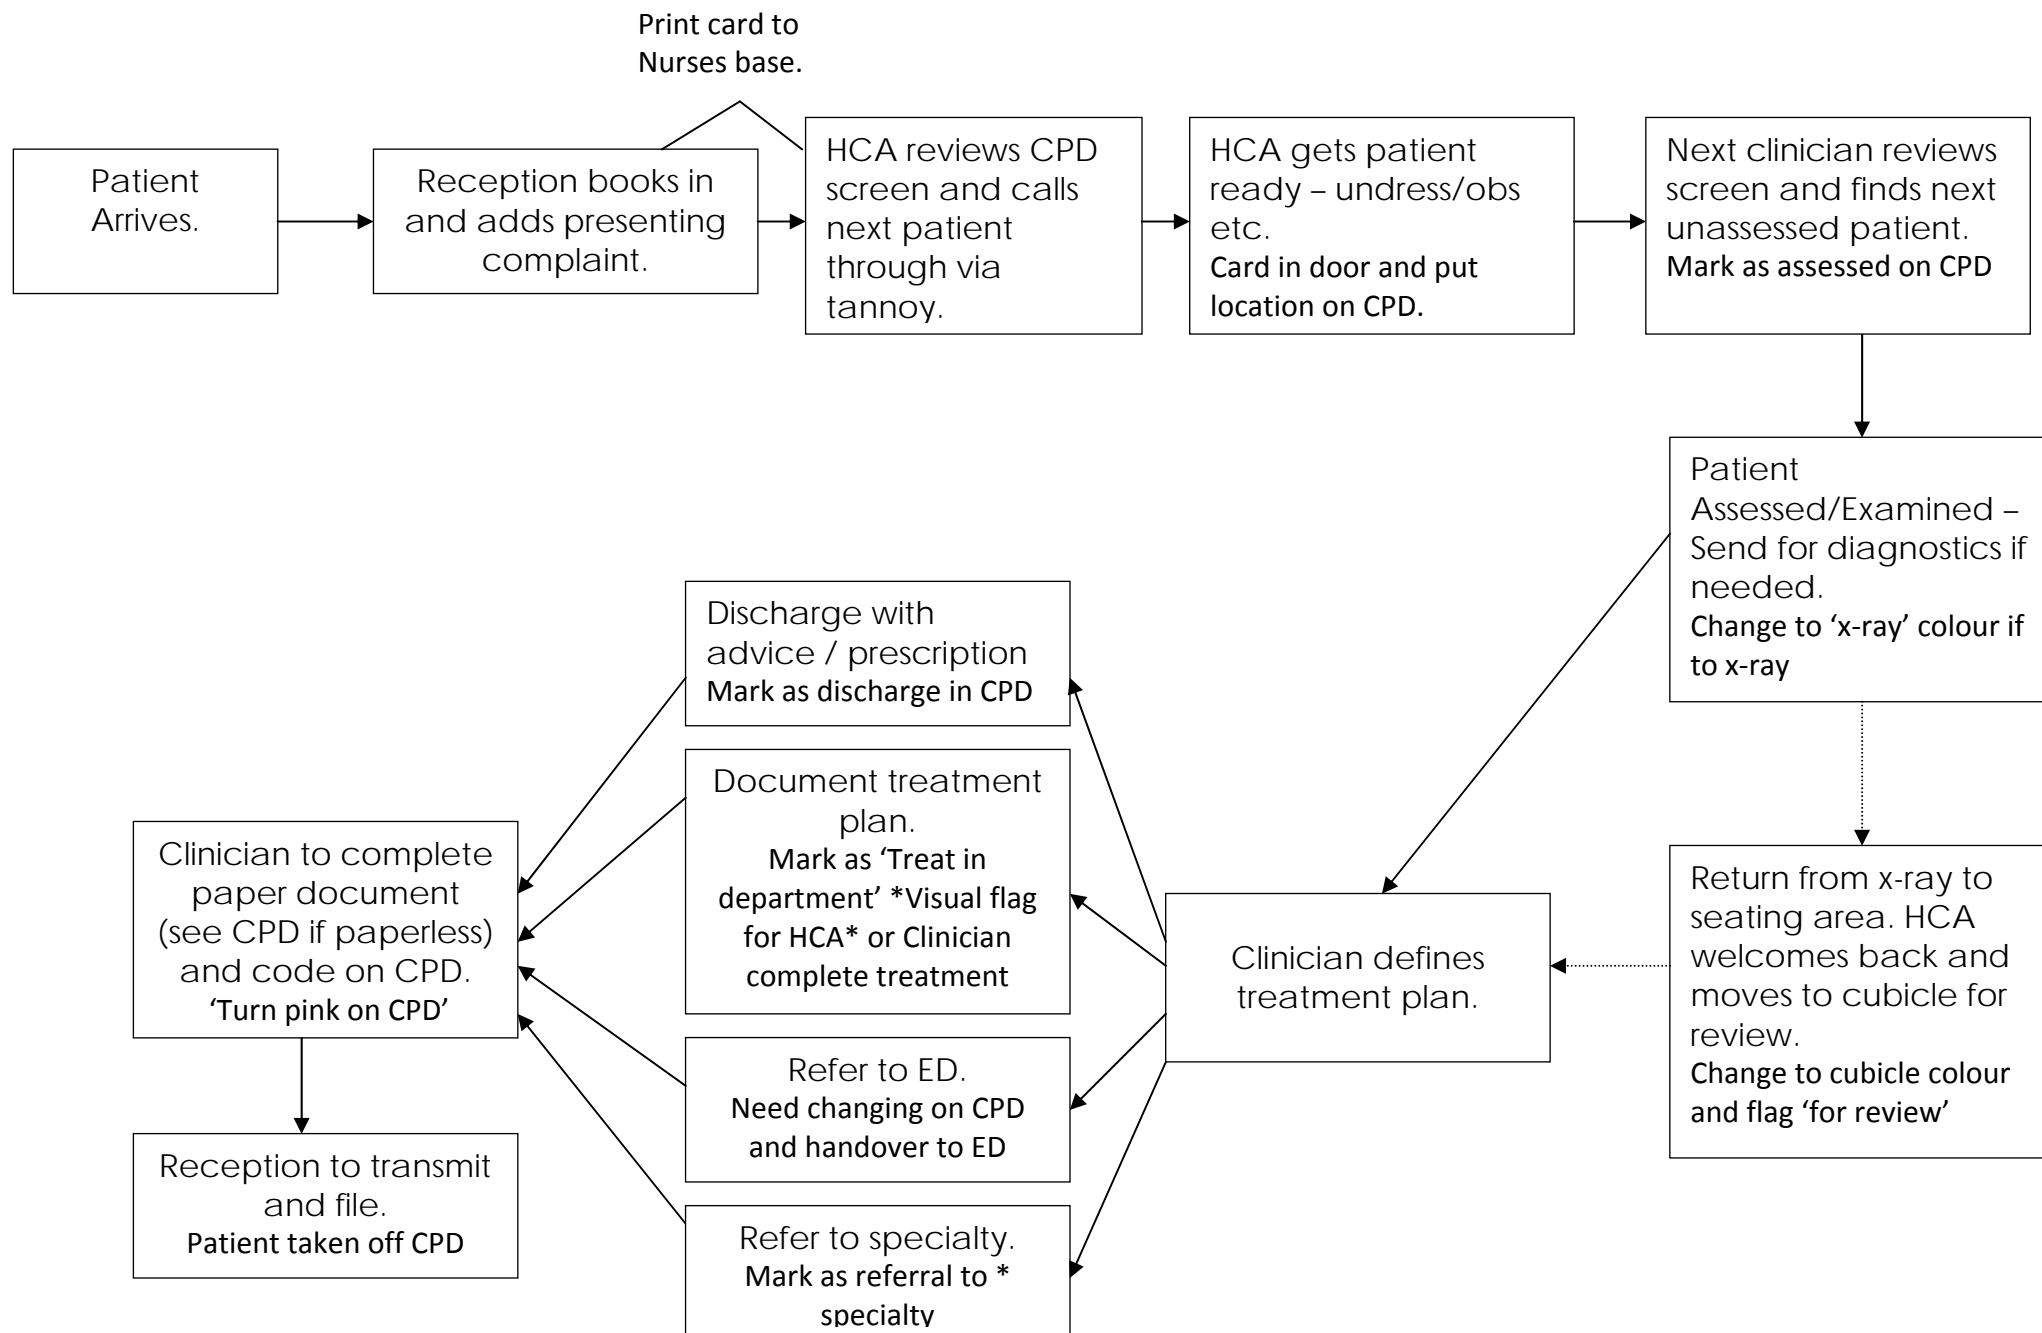 Print card to
Nurses base.
Patient
Arrives.
Reception books in
and adds presenting
complaint.
HCA reviews CPD
screen and calls
next patient
through via
tannoy.
HCA gets patient
ready – undress/obs
etc.
Card in door and put
location on CPD.
Next clinician reviews
screen and finds next
unassessed patient.
Mark as assessed on CPD
Patient
Assessed/Examined –
Send for diagnostics if
needed.
Change to ‘x-ray’ colour if
to x-ray
Return from x-ray to
seating area. HCA
welcomes back and
moves to cubicle for
review.
Change to cubicle colour
and flag ‘for review’
Clinician defines
treatment plan.
Discharge with
advice / prescription
Mark as discharge in CPD
Document treatment
plan.
Mark as ‘Treat in
department’ *Visual flag
for HCA* or Clinician
complete treatment
Refer to ED.
Need changing on CPD
and handover to ED
Refer to specialty.
Mark as referral to *
specialty
Clinician to complete
paper document
(see CPD if paperless)
and code on CPD.
‘Turn pink on CPD’
Reception to transmit
and file.
Patient taken off CPD